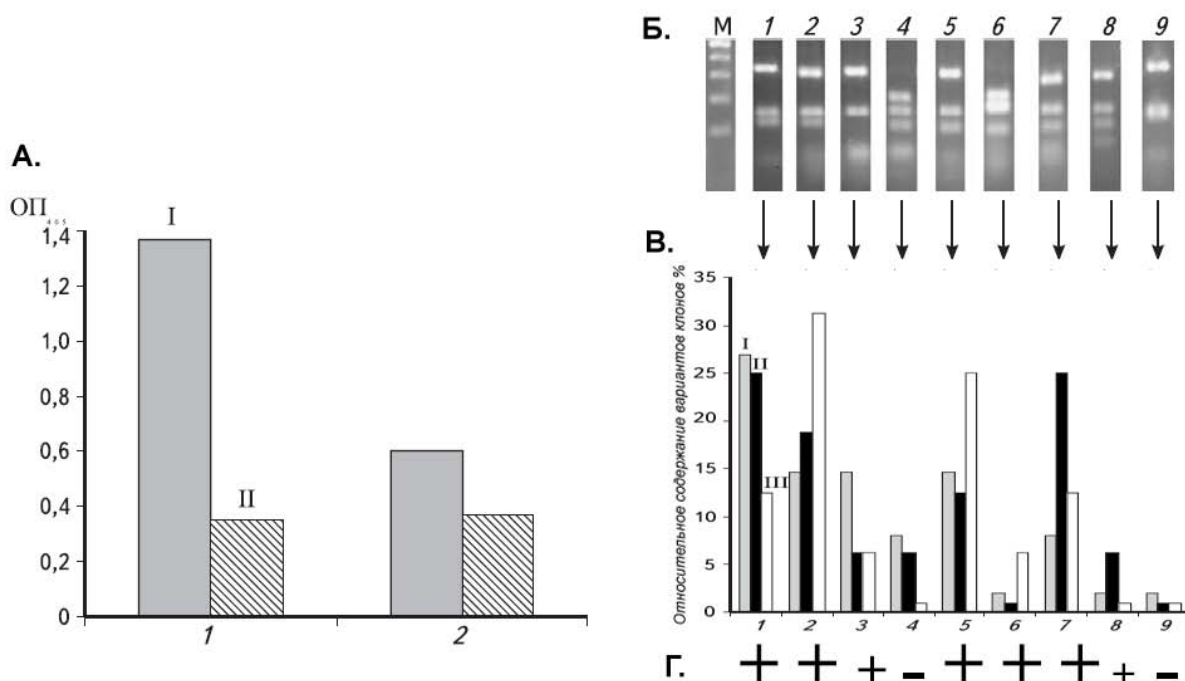 А.
ОП 405
1,4
1,2
1,0
0,8
0,6
0,4
0,2
0
I
II
1 2
Б.
М 1 2 3 4 5 6 7 8 9
В.
Относительное содержание вариантов клонов %
35
30
25
20
15
10
5
0
I
II
III
1 2 3 4 5 6 7 8 9
Г. + + + - + + + + -